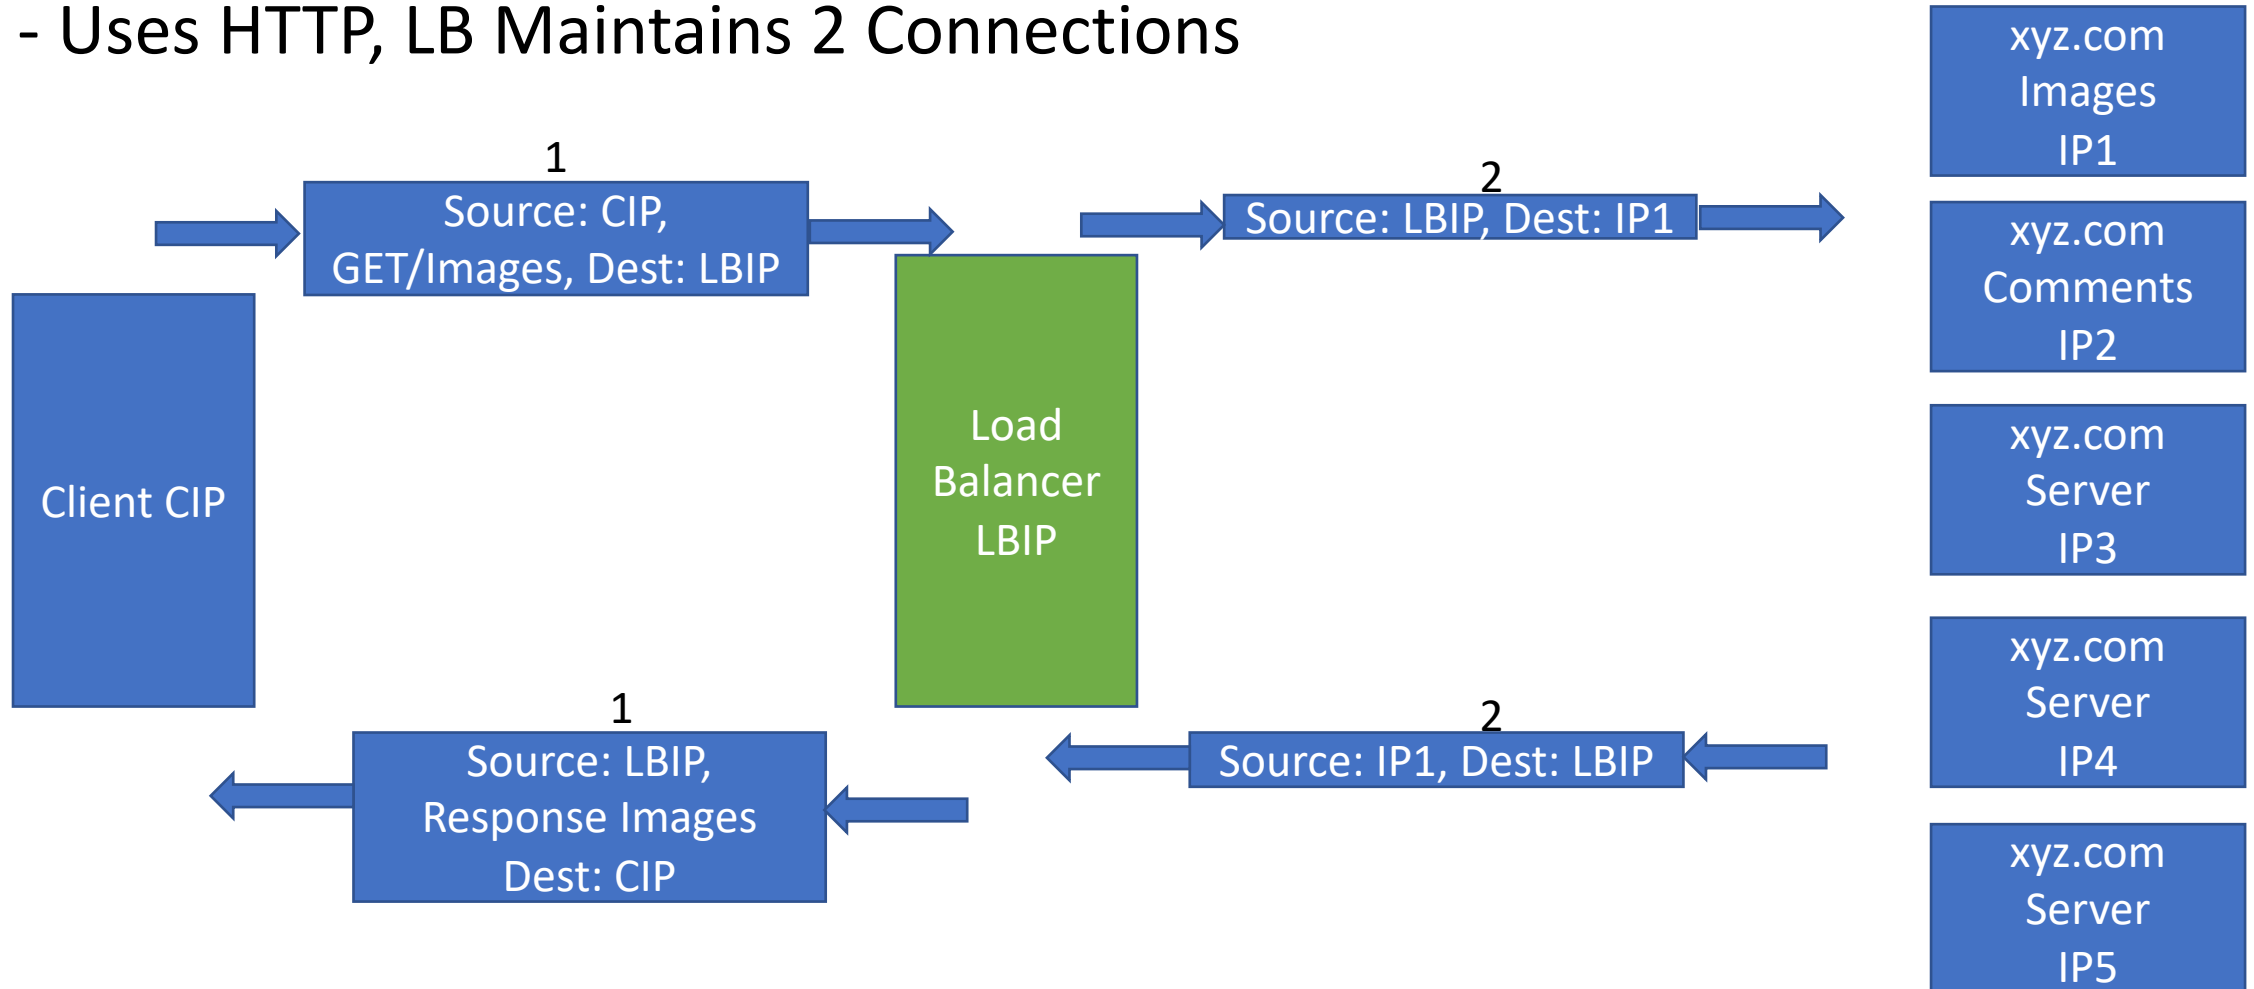 - Uses HTTP, LB Maintains 2 Connections
1
Source: CIP,
GET/Images, Dest: LBIP
2
Source: LBIP, Dest: IP1
Client CIP
Load
Balancer
LBIP
1
Source: LBIP,
Response Images
Dest: CIP
2
Source: IP1, Dest: LBIP
xyz.com
Images
IP1
xyz.com
Comments
IP2
xyz.com
Server
IP3
xyz.com
Server
IP4
xyz.com
Server
IP5